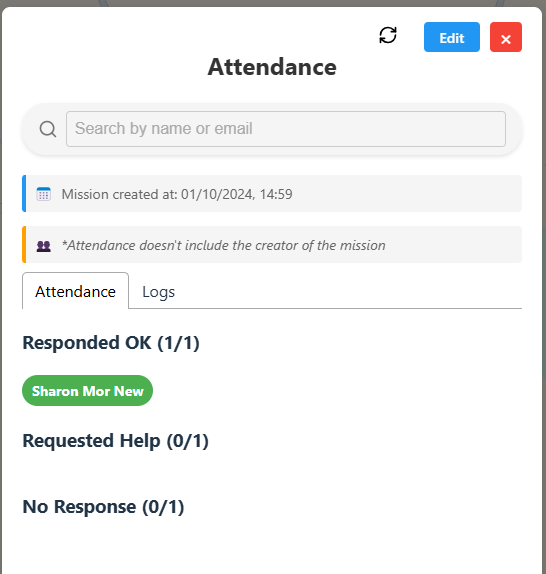 Edit
×
Attendance
Search by name or email
Mission created at: 01/10/2024, 14:59
*Attendance doesn't include the creator of the mission
Attendance Logs
Responded OK (1/1)
Sharon Mor New
Requested Help (0/1)
No Response (0/1)